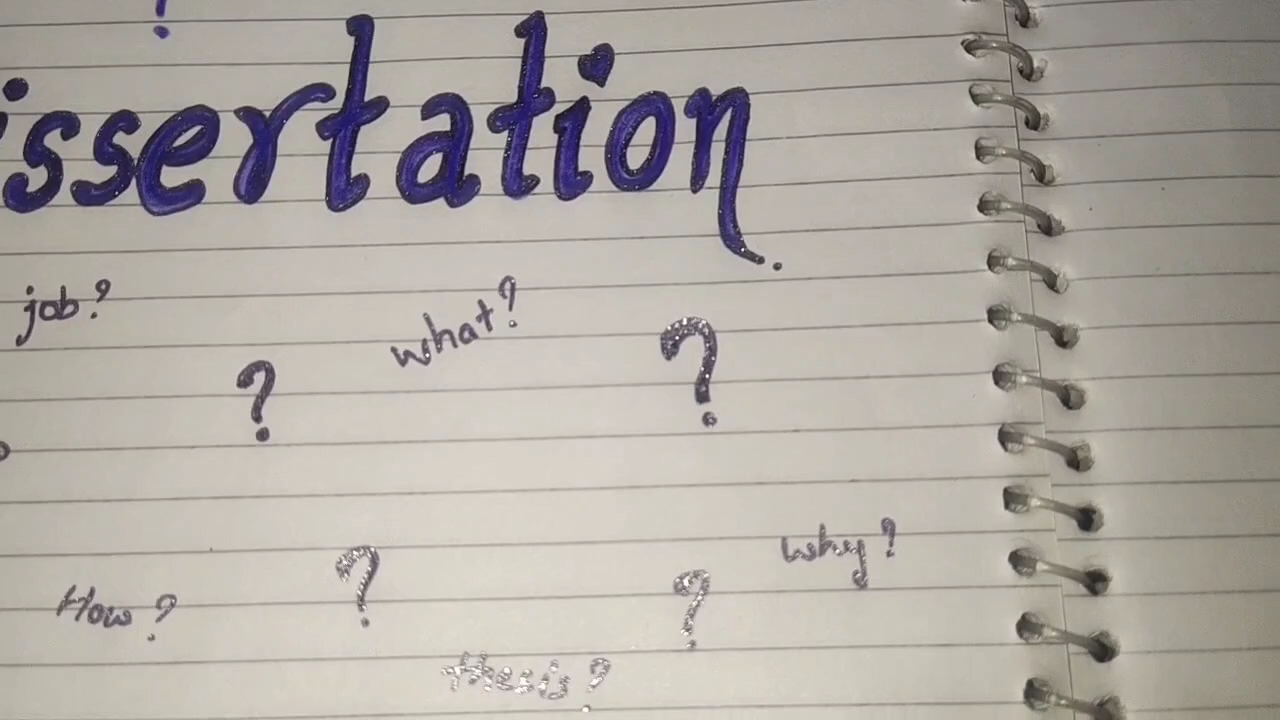 issertation.
job?
what?
?
?
why?
How?
?
?
thesis?